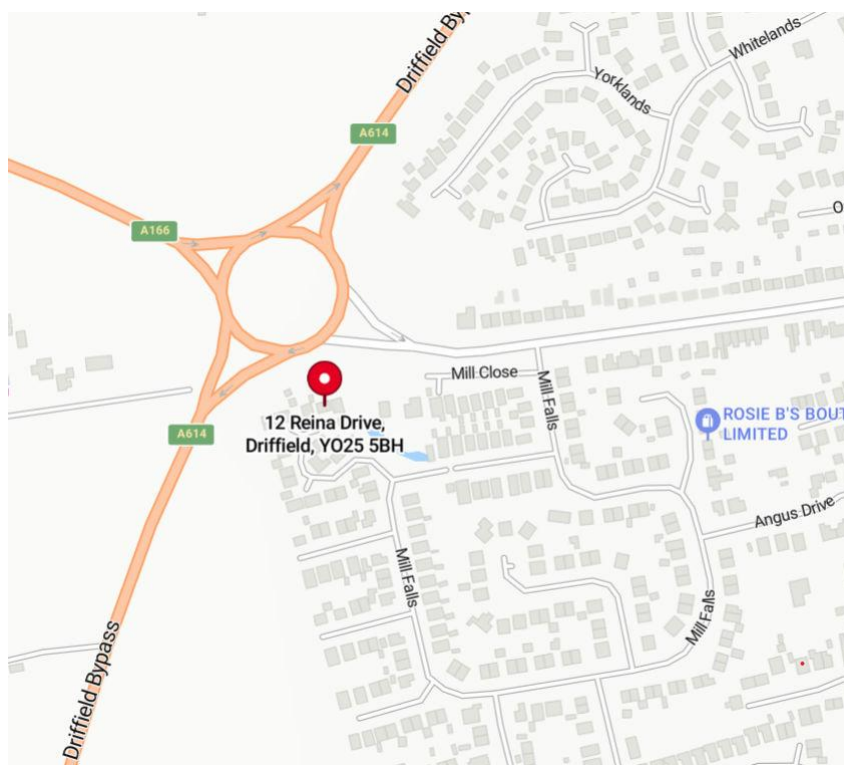 Driffield Byp
Whitelands
Yorklands
A614
O
A166
Mill Close
Mill Falls
12 Reina Drive,
Driffield, YO25 5BH
ROSIE B'S BOUT
LIMITED
A614
Angus Drive
Mill Falls
Mill Falls
Driffield Bypass